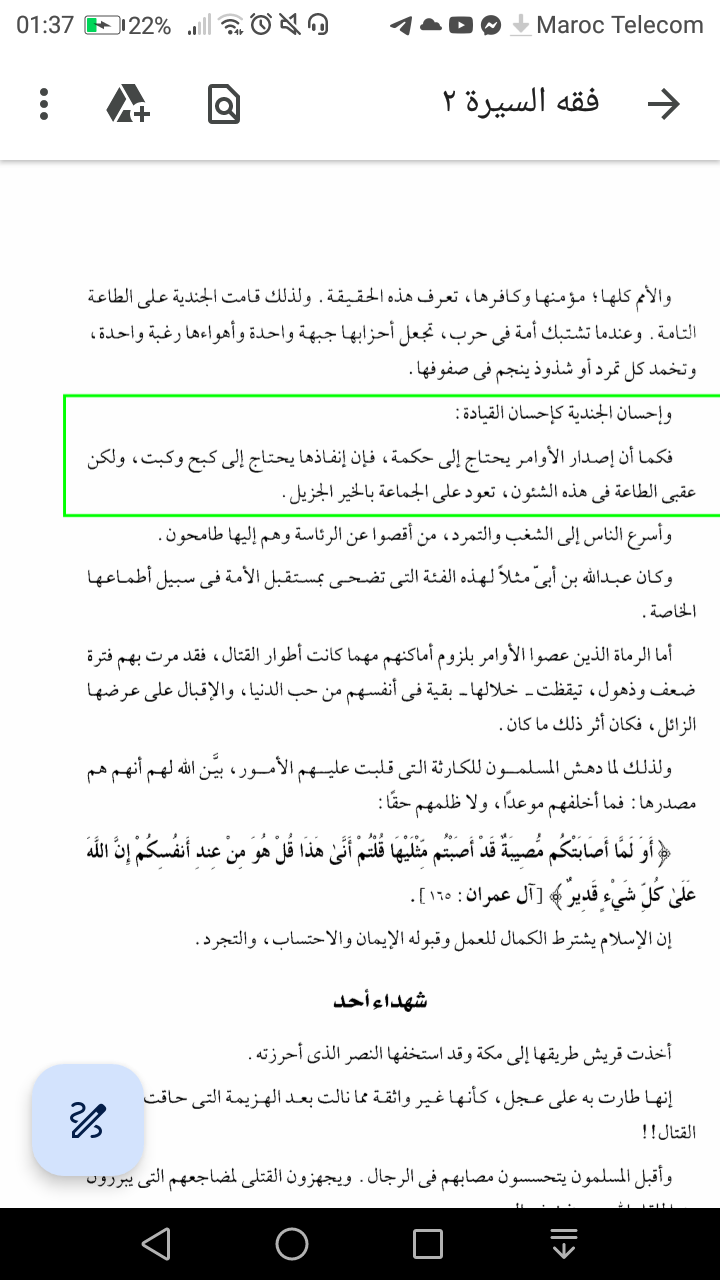 01:37 22% Maroc Telecom
فقه السيرة ٢
والأمم كلها؛ مؤمنها وكافرها، تعرف هذه الحقيقة. ولذلك قامت الجندية على الطاعة
التامة. وعندما تشتبك أمة فى حرب، تجعل أحزابها جبهة واحدة وأهواءها رغبة واحدة،
وتخمد كل تمرد أو شذوذ ينجم فى صفوفها.
وإحسان الجندية كإحسان القيادة:
فكما أن إصدار الأوامر يحتاج إلى حكمة، فإن إنفاذها يحتاج إلى كبح وكبت، ولكن
عقبى الطاعة فى هذه الشئون، تعود على الجماعة بالخير الجزيل.
وأسرع الناس إلى الشغب والتمرد، من أقصوا عن الرئاسة وهم إليها طامحون.
وكان عبدالله بن أبىّ مثلاً لهذه الفئة التى تضحى بمستقبل الأمة فى سبيل أطماعها
الخاصة.
أما الرماة الذين عصوا الأوامر بلزوم أماكنهم مهما كانت أطوار القتال، فقد مرت بهم فترة
ضعف وذهول، تيقظت ـ خلالها ـ بقية فى أنفسهم من حب الدنيا، والإقبال على عرضها
الزائل، فكان أثر ذلك ما كان.
ولذلك لما دهش المسلمون للكارثة التى قلبت عليهم الأمور، بيَّن الله لهم أنهم هم
مصدرها: فما أخلفهم موعدًا، ولا ظلمهم حقًا:
﴿أَوَ لَمَّا أَصَابَتْكُم مُّصِيبَةٌ قَدْ أَصَبْتُم مِّثْلَيْهَا قُلْتُمْ أَنَّىٰ هَذَا قُلْ هُوَ مِنْ عِندِ أَنفُسِكُمْ إِنَّ اللَّهَ
عَلَىٰ كُلِّ شَيْءٍ قَدِيرٌ﴾ [آل عمران: ١٦٥].
إن الإسلام يشترط الكمال للعمل وقبوله الإيمان والاحتساب، والتجرد.
شهداء أحد
أخذت قريش طريقها إلى مكة وقد استخفها النصر الذى أحرزته.
إنها طارت به على عجل، كأنها غير واثقة مما نالت بعد الهزيمة التى حاقت
القتال!!
وأقبل المسلمون يتحسسون مصابهم فى الرجال. ويجهزون القتلى لمضاجعهم التى